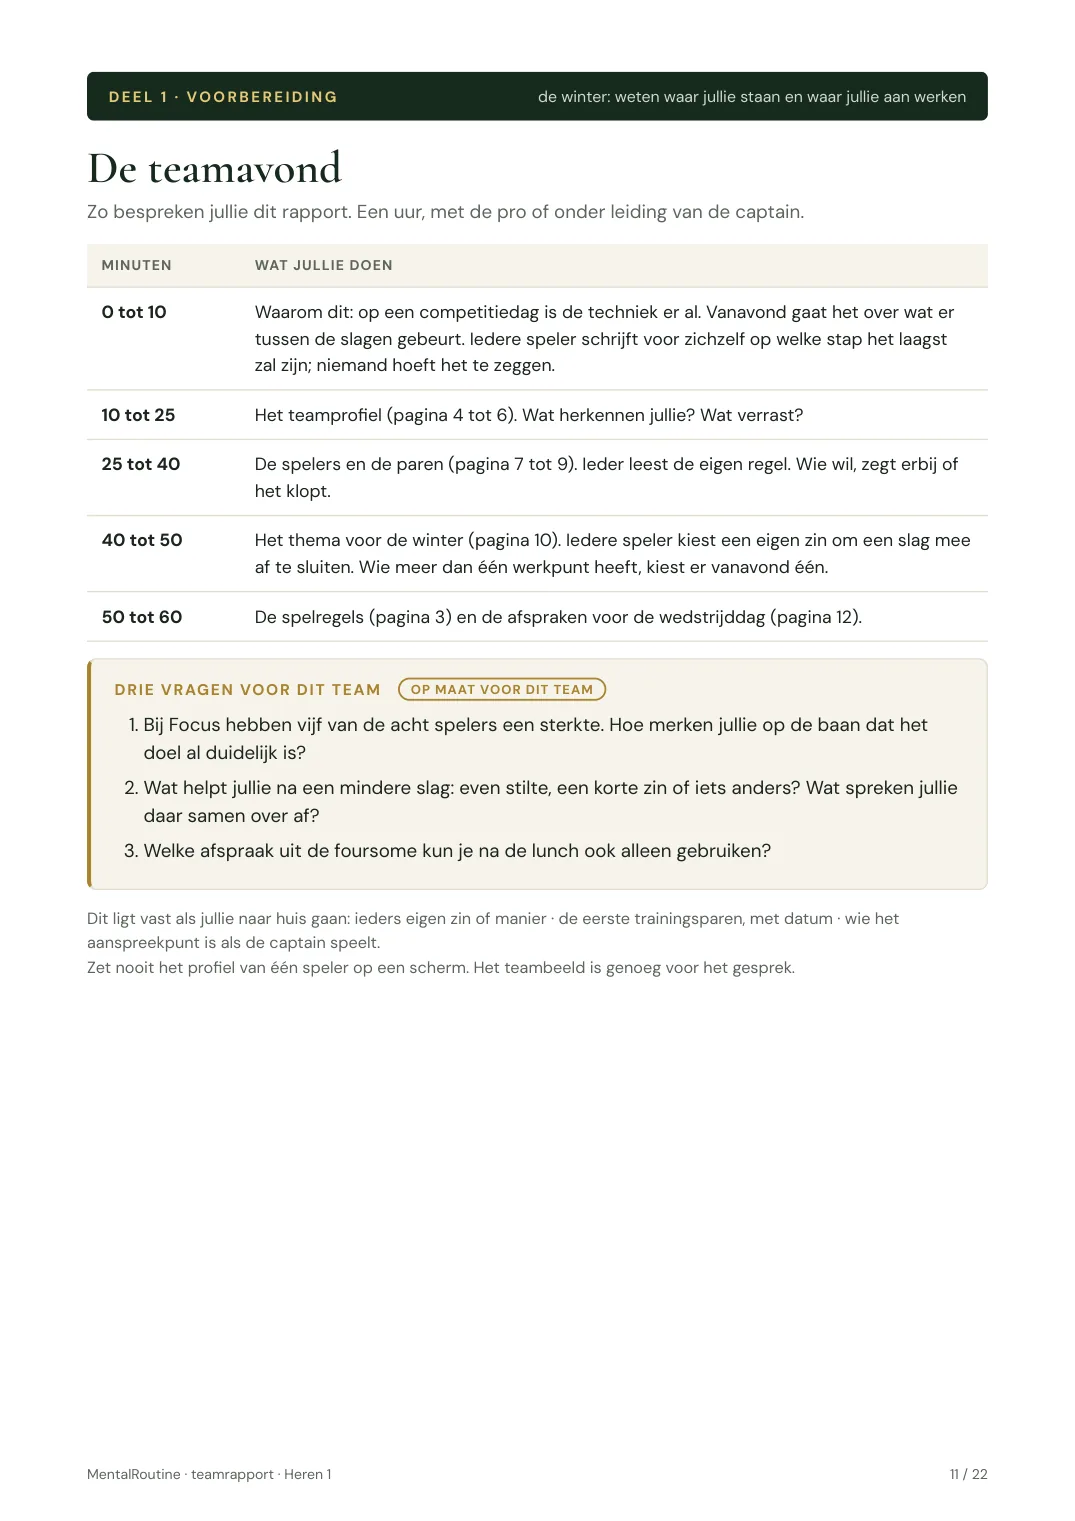 DEEL 1 · VOORBEREIDING
de winter: weten waar jullie staan en waar jullie aan werken
De teamavond
Zo bespreken jullie dit rapport. Een uur, met de pro of onder leiding van de captain.
MINUTEN WAT JULLIE DOEN
0 tot 10 Waarom dit: op een competitiedag is de techniek er al. Vanavond gaat het over wat er
tussen de slagen gebeurt. Iedere speler schrijft voor zichzelf op welke stap het laagst
zal zijn; niemand hoeft het te zeggen.
10 tot 25 Het teamprofiel (pagina 4 tot 6). Wat herkennen jullie? Wat verrast?
25 tot 40 De spelers en de paren (pagina 7 tot 9). Ieder leest de eigen regel. Wie wil, zegt erbij of
het klopt.
40 tot 50 Het thema voor de winter (pagina 10). Iedere speler kiest een eigen zin om een slag mee
af te sluiten. Wie meer dan één werkpunt heeft, kiest er vanavond één.
50 tot 60 De spelregels (pagina 3) en de afspraken voor de wedstrijddag (pagina 12).
DRIE VRAGEN VOOR DIT TEAM OP MAAT VOOR DIT TEAM
1. Bij Focus hebben vijf van de acht spelers een sterkte. Hoe merken jullie op de baan dat het
doel al duidelijk is?
2. Wat helpt jullie na een mindere slag: even stilte, een korte zin of iets anders? Wat spreken jullie
daar samen over af?
3. Welke afspraak uit de foursome kun je na de lunch ook alleen gebruiken?
Dit ligt vast als jullie naar huis gaan: ieders eigen zin of manier · de eerste trainingsparen, met datum · wie het
aanspreekpunt is als de captain speelt.
Zet nooit het profiel van één speler op een scherm. Het teambeeld is genoeg voor het gesprek.
MentalRoutine · teamrapport · Heren 1
11 / 22